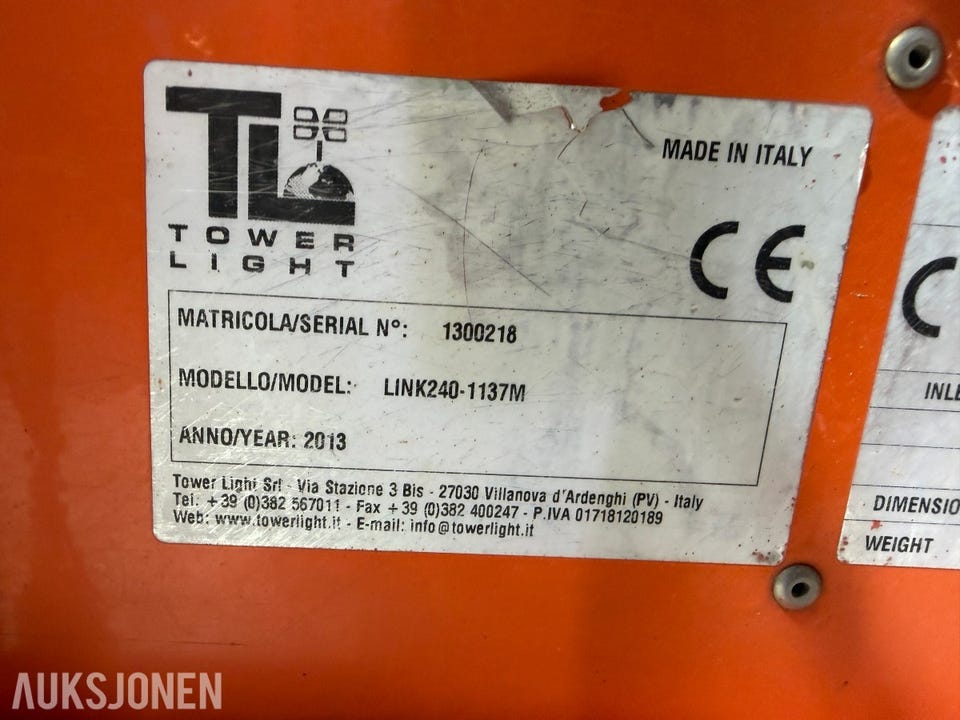 TL
TOWER
LIGHT
MADE IN ITALY
CE
MATRICOLA/SERIAL N°: 1300218
MODELLO/MODEL: LINK240-1137M
ANNO/YEAR: 2013
Tower Light Srl - Via Stazione 3 Bis - 27030 Villanova d'Ardenghi (PV) - Italy
Tel: +39 (0)382 567011 - Fax +39 (0)382 400247 - P.IVA 01718120189
Web: www.towerlight.it - E-mail: info@towerlight.it
C
INLE
DIMENSIO
WEIGHT
AUKSJONEN